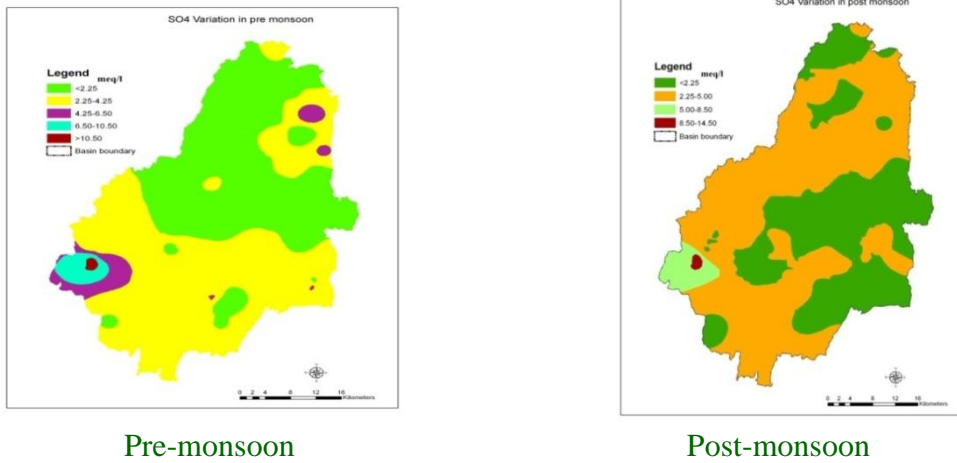 SO4 Variation in pre monsoon
Legend
meq/l
<2.25
2.25-4.25
4.25-6.50
6.50-10.50
>10.50
Basin boundary
0 2 4 8 12 16
Kilometers
Pre-monsoon
SO4 Variation in post monsoon
Legend
meq/l
<2.25
2.25-5.00
5.00-8.50
8.50-14.50
Basin boundary
0 2 4 8 12 16
Kilometers
Post-monsoon